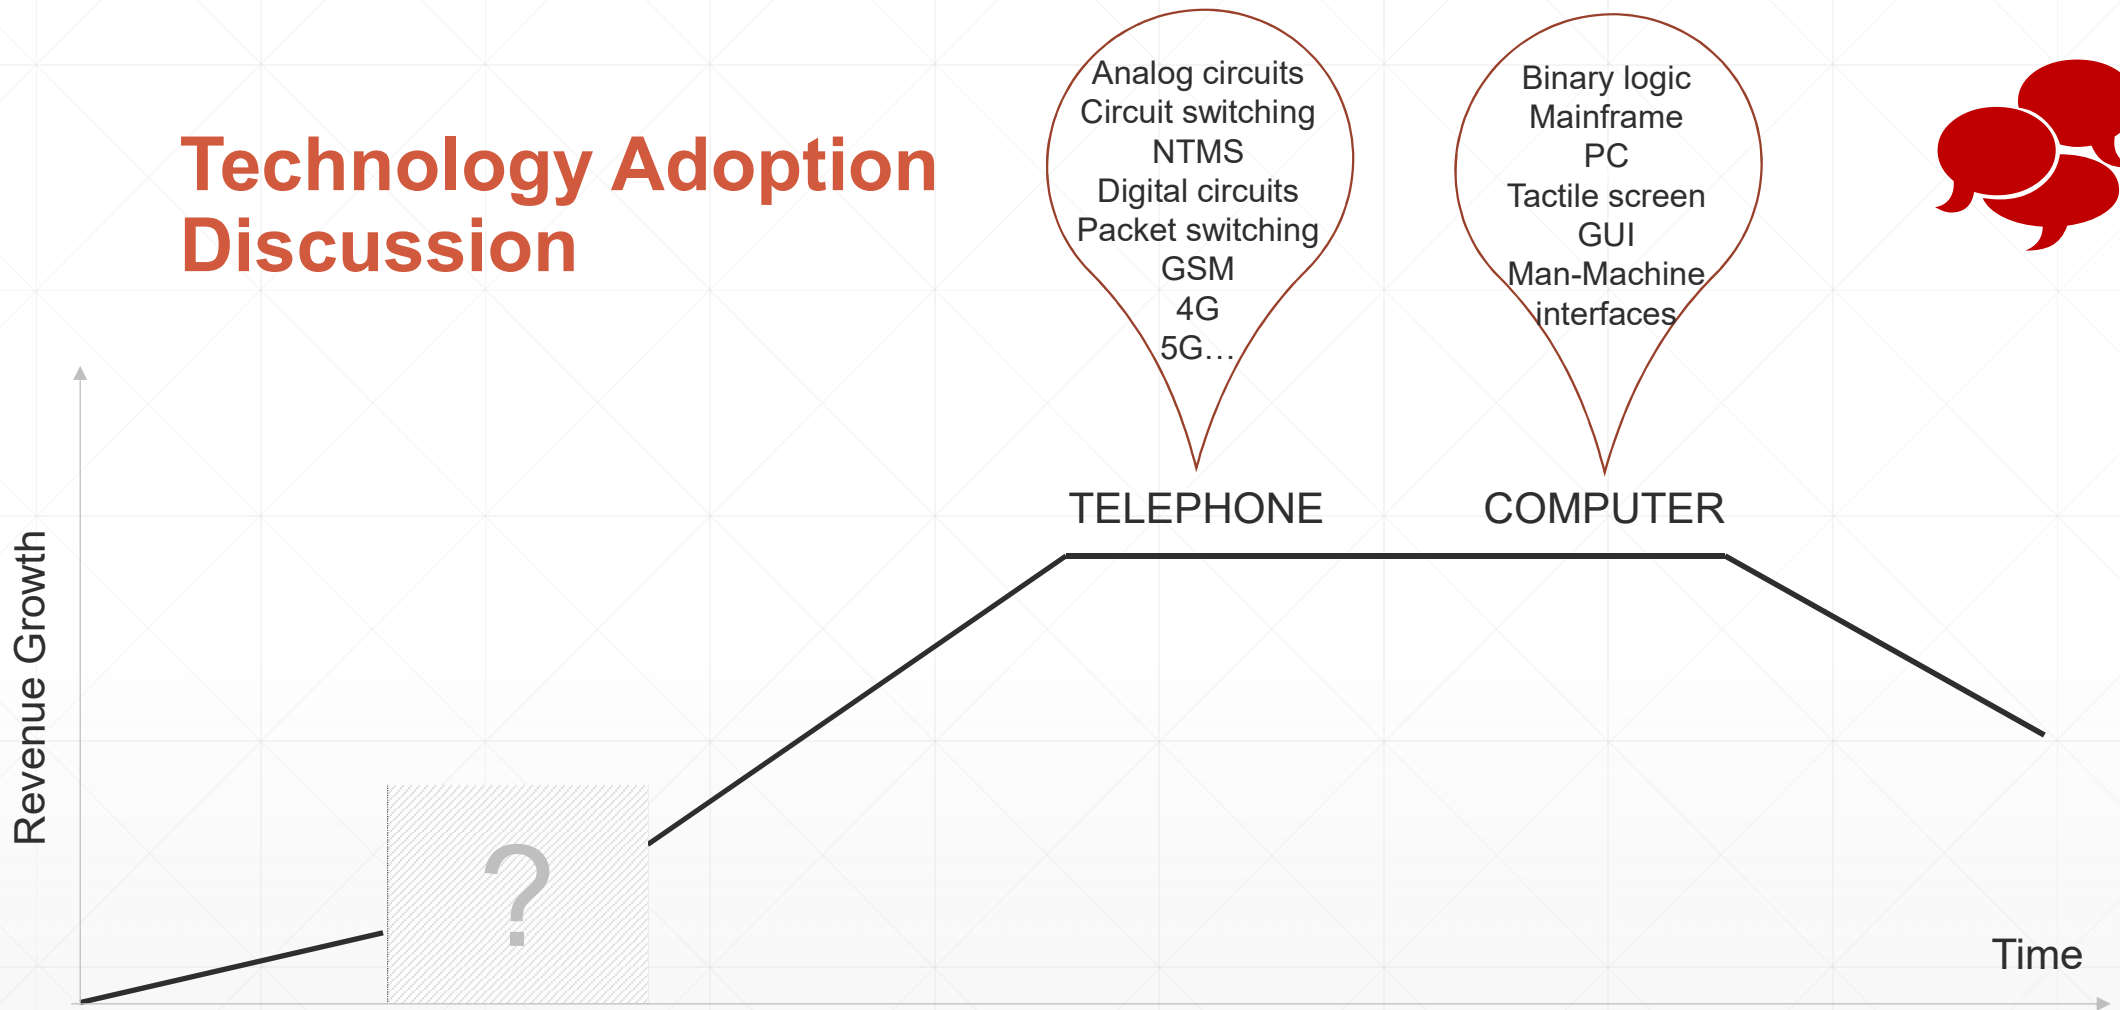 Technology Adoption
Discussion
Analog circuits
Circuit switching
NTMS
Digital circuits
Packet switching
GSM
4G
5G…
Binary logic
Mainframe
PC
Tactile screen
GUI
Man-Machine
interfaces
TELEPHONE
COMPUTER
Revenue Growth
?
Time